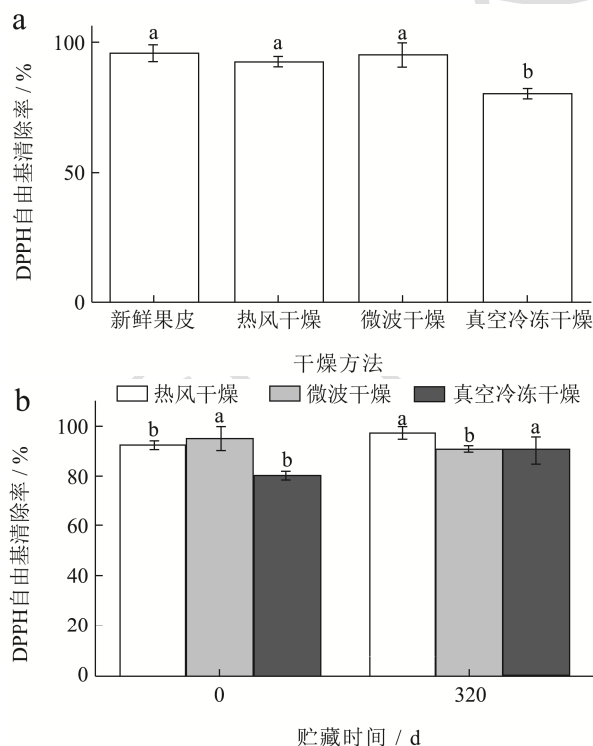 a
DPPH自由基清除率 / %
100
50
0
a
a
a
b
新鲜果皮 热风干燥 微波干燥 真空冷冻干燥
干燥方法
b
热风干燥 微波干燥 真空冷冻干燥
DPPH自由基清除率 / %
100
80
60
40
20
0
b
a
b
a
b
a
0 320
贮藏时间 / d